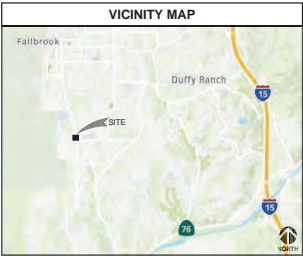 VICINITY MAP
Fallbrook
Duffy Ranch
15
SITE
15
76
NORTH